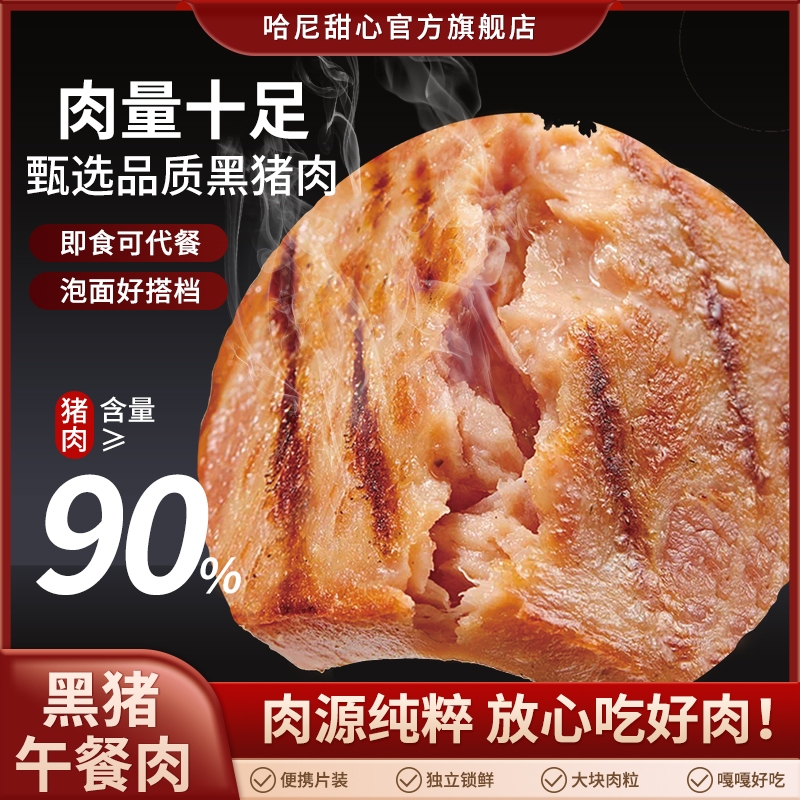 哈尼甜心官方旗舰店
肉量十足
甄选品质黑猪肉
即食可代餐
泡面好搭档
猪肉 含量≥
90%
黑猪
午餐肉
肉源纯粹 放心吃好肉！
便携片装 独立锁鲜 大块肉粒 嘎嘎好吃